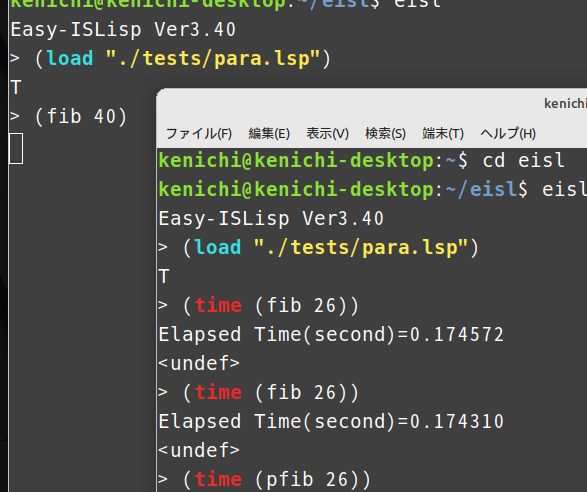 kenichi@kenichi-desktop:~/eisl$ eisl
Easy-ISLisp Ver3.40
> (load "./tests/para.lsp")
T
> (fib 40)
kenichi
ファイル(F) 編集(E) 表示(V) 検索(S) 端末(T) ヘルプ(H)
kenichi@kenichi-desktop:~$ cd eisl
kenichi@kenichi-desktop:~/eisl$ eisl
Easy-ISLisp Ver3.40
> (load "./tests/para.lsp")
T
> (time (fib 26))
Elapsed Time(second)=0.174572
<undef>
> (time (fib 26))
Elapsed Time(second)=0.174310
<undef>
> (time (pfib 26))